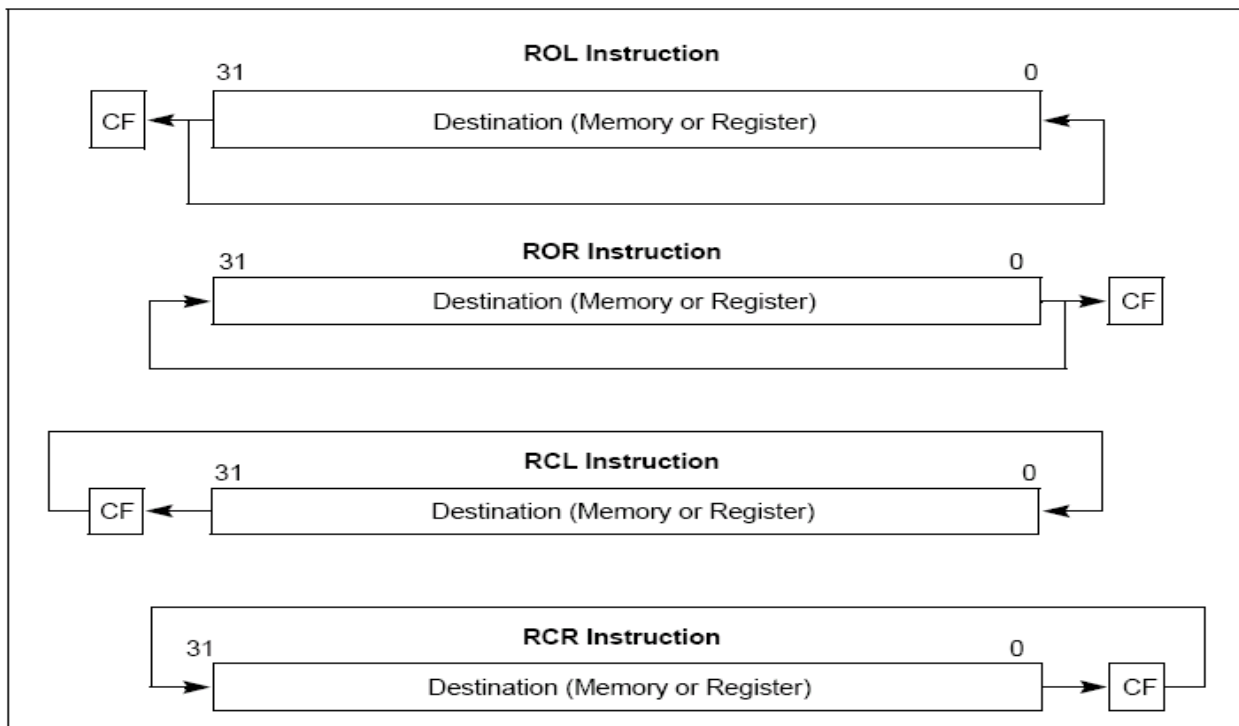 ROL Instruction
31 0
CF Destination (Memory or Register)
ROR Instruction
31 0
Destination (Memory or Register) CF
RCL Instruction
31 0
CF Destination (Memory or Register)
RCR Instruction
31 0
Destination (Memory or Register) CF